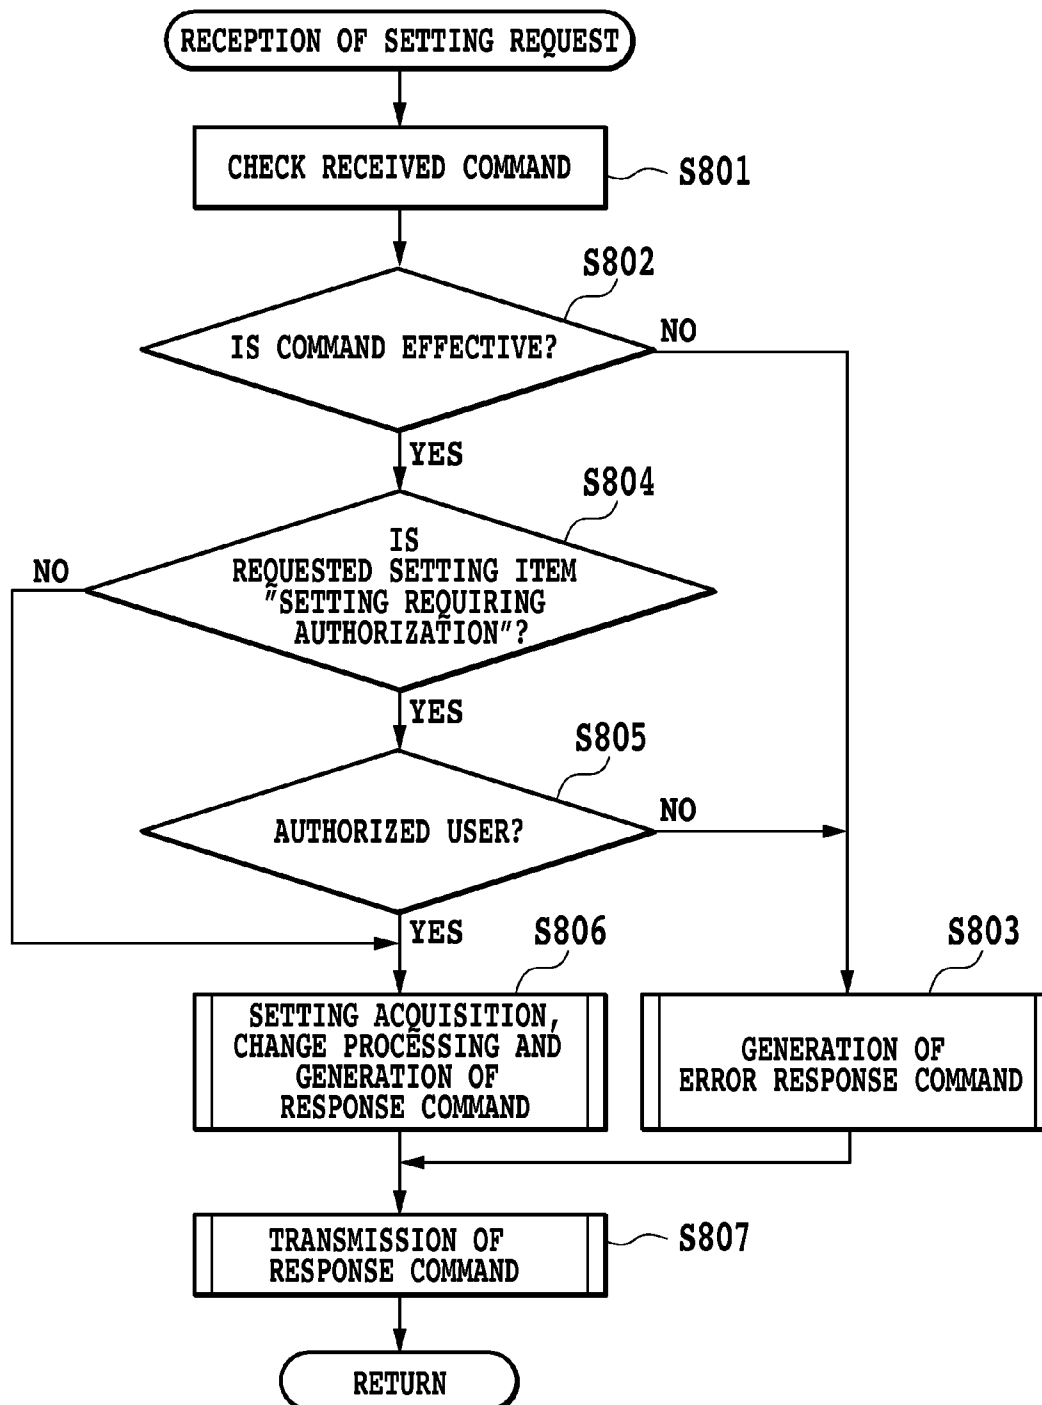 RECEPTION OF SETTING REQUEST
CHECK RECEIVED COMMAND
S801
S802
IS COMMAND EFFECTIVE?
NO
YES
S804
IS
REQUESTED SETTING ITEM
"SETTING REQUIRING
AUTHORIZATION"?
NO
YES
S805
AUTHORIZED USER?
NO
YES
S806
SETTING ACQUISITION,
CHANGE PROCESSING AND
GENERATION OF
RESPONSE COMMAND
S803
GENERATION OF
ERROR RESPONSE COMMAND
TRANSMISSION OF
RESPONSE COMMAND
S807
RETURN